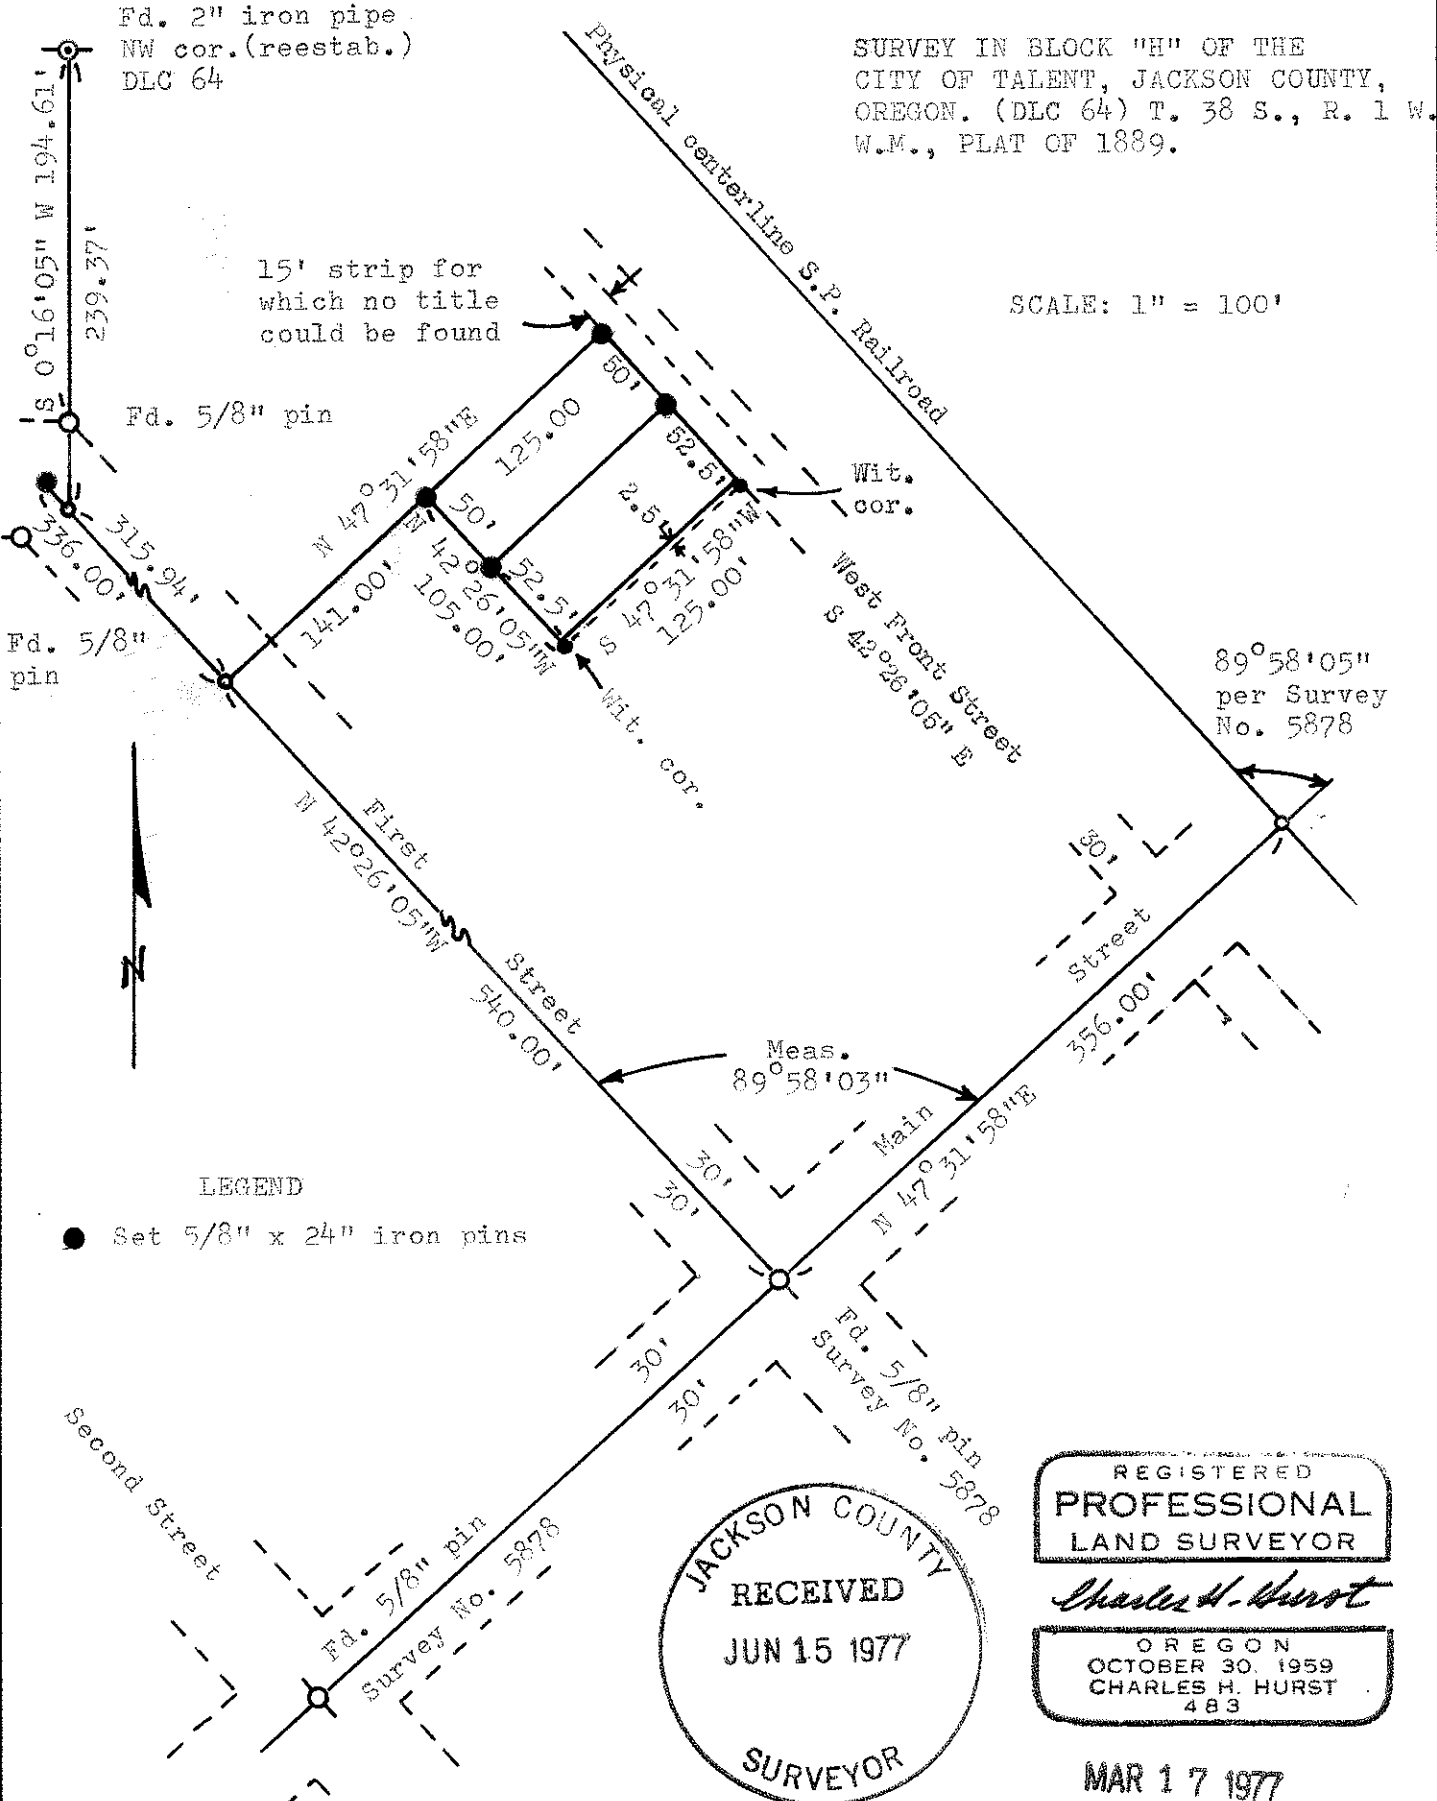 Fd. 2" iron pipe
NW cor.(reestab.)
DLC 64
SURVEY IN BLOCK "H" OF THE
CITY OF TALENT, JACKSON COUNTY,
OREGON. (DLC 64) T. 38 S., R. 1 W.
W.M., PLAT OF 1889.
SCALE: 1" = 100'
Physical centerline S.P. Railroad
S 0°16'05" W 194.61'
239.37'
15' strip for
which no title
could be found
Fd. 5/8" pin
336.00'
315.94'
Fd. 5/8"
pin
N 47°31'58"E
141.00'
125.00
50'
52.5'
50'
52.5'
N 42°26'05"W
105.00'
2.5'
S 47°31'58"W
125.00'
Wit.
cor.
Wit. cor.
West Front Street
S 42°26'05" E
89°58'05"
per Survey
No. 5878
N
First Street
N 42°26'05"W
540.00'
30'
Main Street
356.00'
N 47°31'58"E
Meas.
89°58'03"
30'
30'
LEGEND
Set 5/8" x 24" iron pins
30'
30'
Fd. 5/8" pin
Survey No. 5878
Second Street
Fd. 5/8" pin
Survey No. 5878
JACKSON COUNTY
RECEIVED
JUN 15 1977
SURVEYOR
REGISTERED
PROFESSIONAL
LAND SURVEYOR
Charles H. Hurst
OREGON
OCTOBER 30, 1959
CHARLES H. HURST
483
MAR 17 1977